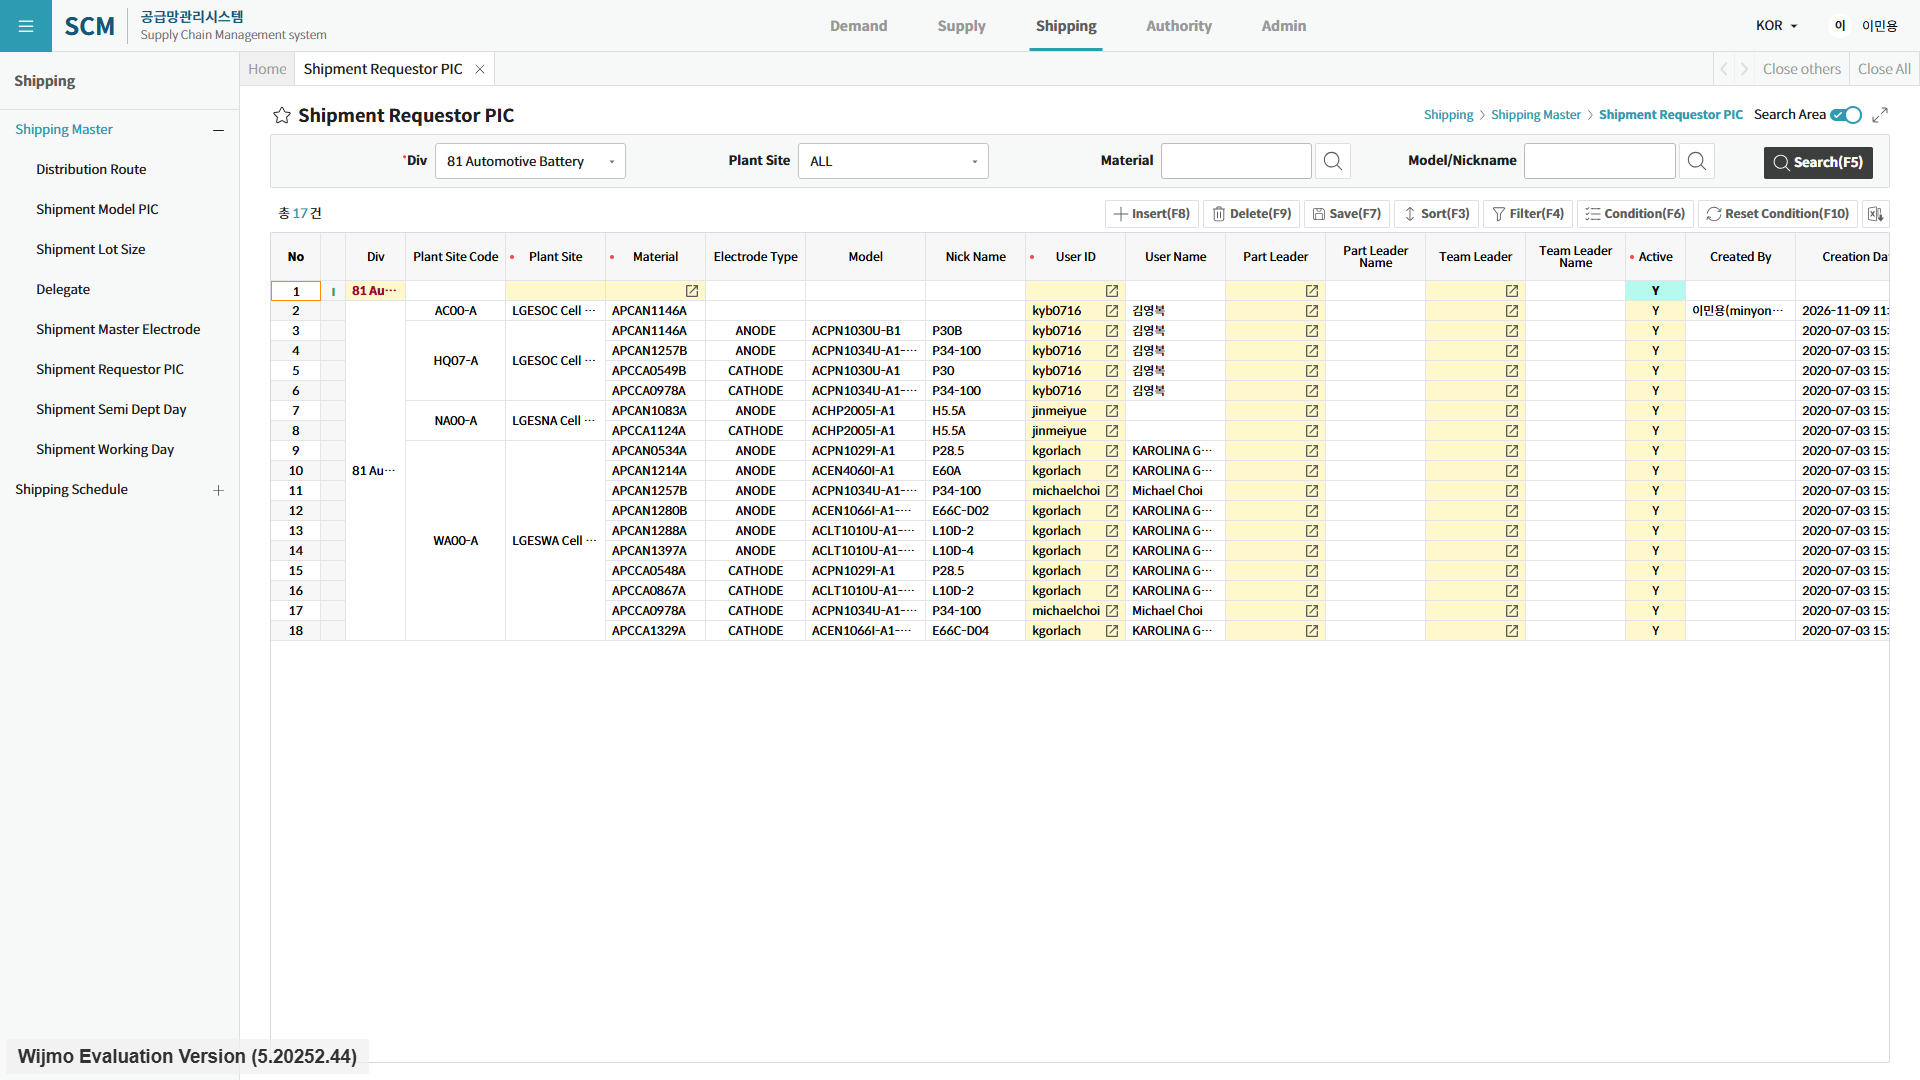 SCM
공급망관리시스템
Supply Chain Management system
Demand
Supply
Shipping
Authority
Admin
KOR
이
이민용
Shipping
Home
Shipment Requestor PIC
Close others
Close All
Shipping Master
Distribution Route
Shipment Model PIC
Shipment Lot Size
Delegate
Shipment Master Electrode
Shipment Requestor PIC
Shipment Semi Dept Day
Shipment Working Day
Shipping Schedule
Shipment Requestor PIC
Shipping > Shipping Master > Shipment Requestor PIC
Search Area
*Div 81 Automotive Battery
Plant Site ALL
Material
Model/Nickname
Search(F5)
총 17 건
Insert(F8)
Delete(F9)
Save(F7)
Sort(F3)
Filter(F4)
Condition(F6)
Reset Condition(F10)
No Div Plant Site Code Plant Site Material Electrode Type Model Nick Name User ID User Name Part Leader Part Leader Name Team Leader Team Leader Name Active Created By Creation Da
1 I 81 Au··· Y
2 AC00-A LGESOC Cell ··· APCAN1146A kyb0716 김영복 Y 이민용(minyon··· 2026-11-09 11:
3 APCAN1146A ANODE ACPN1030U-B1 P30B kyb0716 김영복 Y 2020-07-03 15:
4 APCAN1257B ANODE ACPN1034U-A1-··· P34-100 kyb0716 김영복 Y 2020-07-03 15:
HQ07-A LGESOC Cell ···
5 APCCA0549B CATHODE ACPN1030U-A1 P30 kyb0716 김영복 Y 2020-07-03 15:
6 APCCA0978A CATHODE ACPN1034U-A1-··· P34-100 kyb0716 김영복 Y 2020-07-03 15:
7 APCAN1083A ANODE ACHP2005I-A1 H5.5A jinmeiyue Y 2020-07-03 15:
NA00-A LGESNA Cell ···
8 APCCA1124A CATHODE ACHP2005I-A1 H5.5A jinmeiyue Y 2020-07-03 15:
9 APCAN0534A ANODE ACPN1029I-A1 P28.5 kgorlach KAROLINA G··· Y 2020-07-03 15:
10 81 Au··· APCAN1214A ANODE ACEN4060I-A1 E60A kgorlach KAROLINA G··· Y 2020-07-03 15:
11 APCAN1257B ANODE ACPN1034U-A1-··· P34-100 michaelchoi Michael Choi Y 2020-07-03 15:
12 APCAN1280B ANODE ACEN1066I-A1-··· E66C-D02 kgorlach KAROLINA G··· Y 2020-07-03 15:
13 APCAN1288A ANODE ACLT1010U-A1-··· L10D-2 kgorlach KAROLINA G··· Y 2020-07-03 15:
WA00-A LGESWA Cell ···
14 APCAN1397A ANODE ACLT1010U-A1-··· L10D-4 kgorlach KAROLINA G··· Y 2020-07-03 15:
15 APCCA0548A CATHODE ACPN1029I-A1 P28.5 kgorlach KAROLINA G··· Y 2020-07-03 15:
16 APCCA0867A CATHODE ACLT1010U-A1-··· L10D-2 kgorlach KAROLINA G··· Y 2020-07-03 15:
17 APCCA0978A CATHODE ACPN1034U-A1-··· P34-100 michaelchoi Michael Choi Y 2020-07-03 15:
18 APCCA1329A CATHODE ACEN1066I-A1-··· E66C-D04 kgorlach KAROLINA G··· Y 2020-07-03 15:
Wijmo Evaluation Version (5.20252.44)